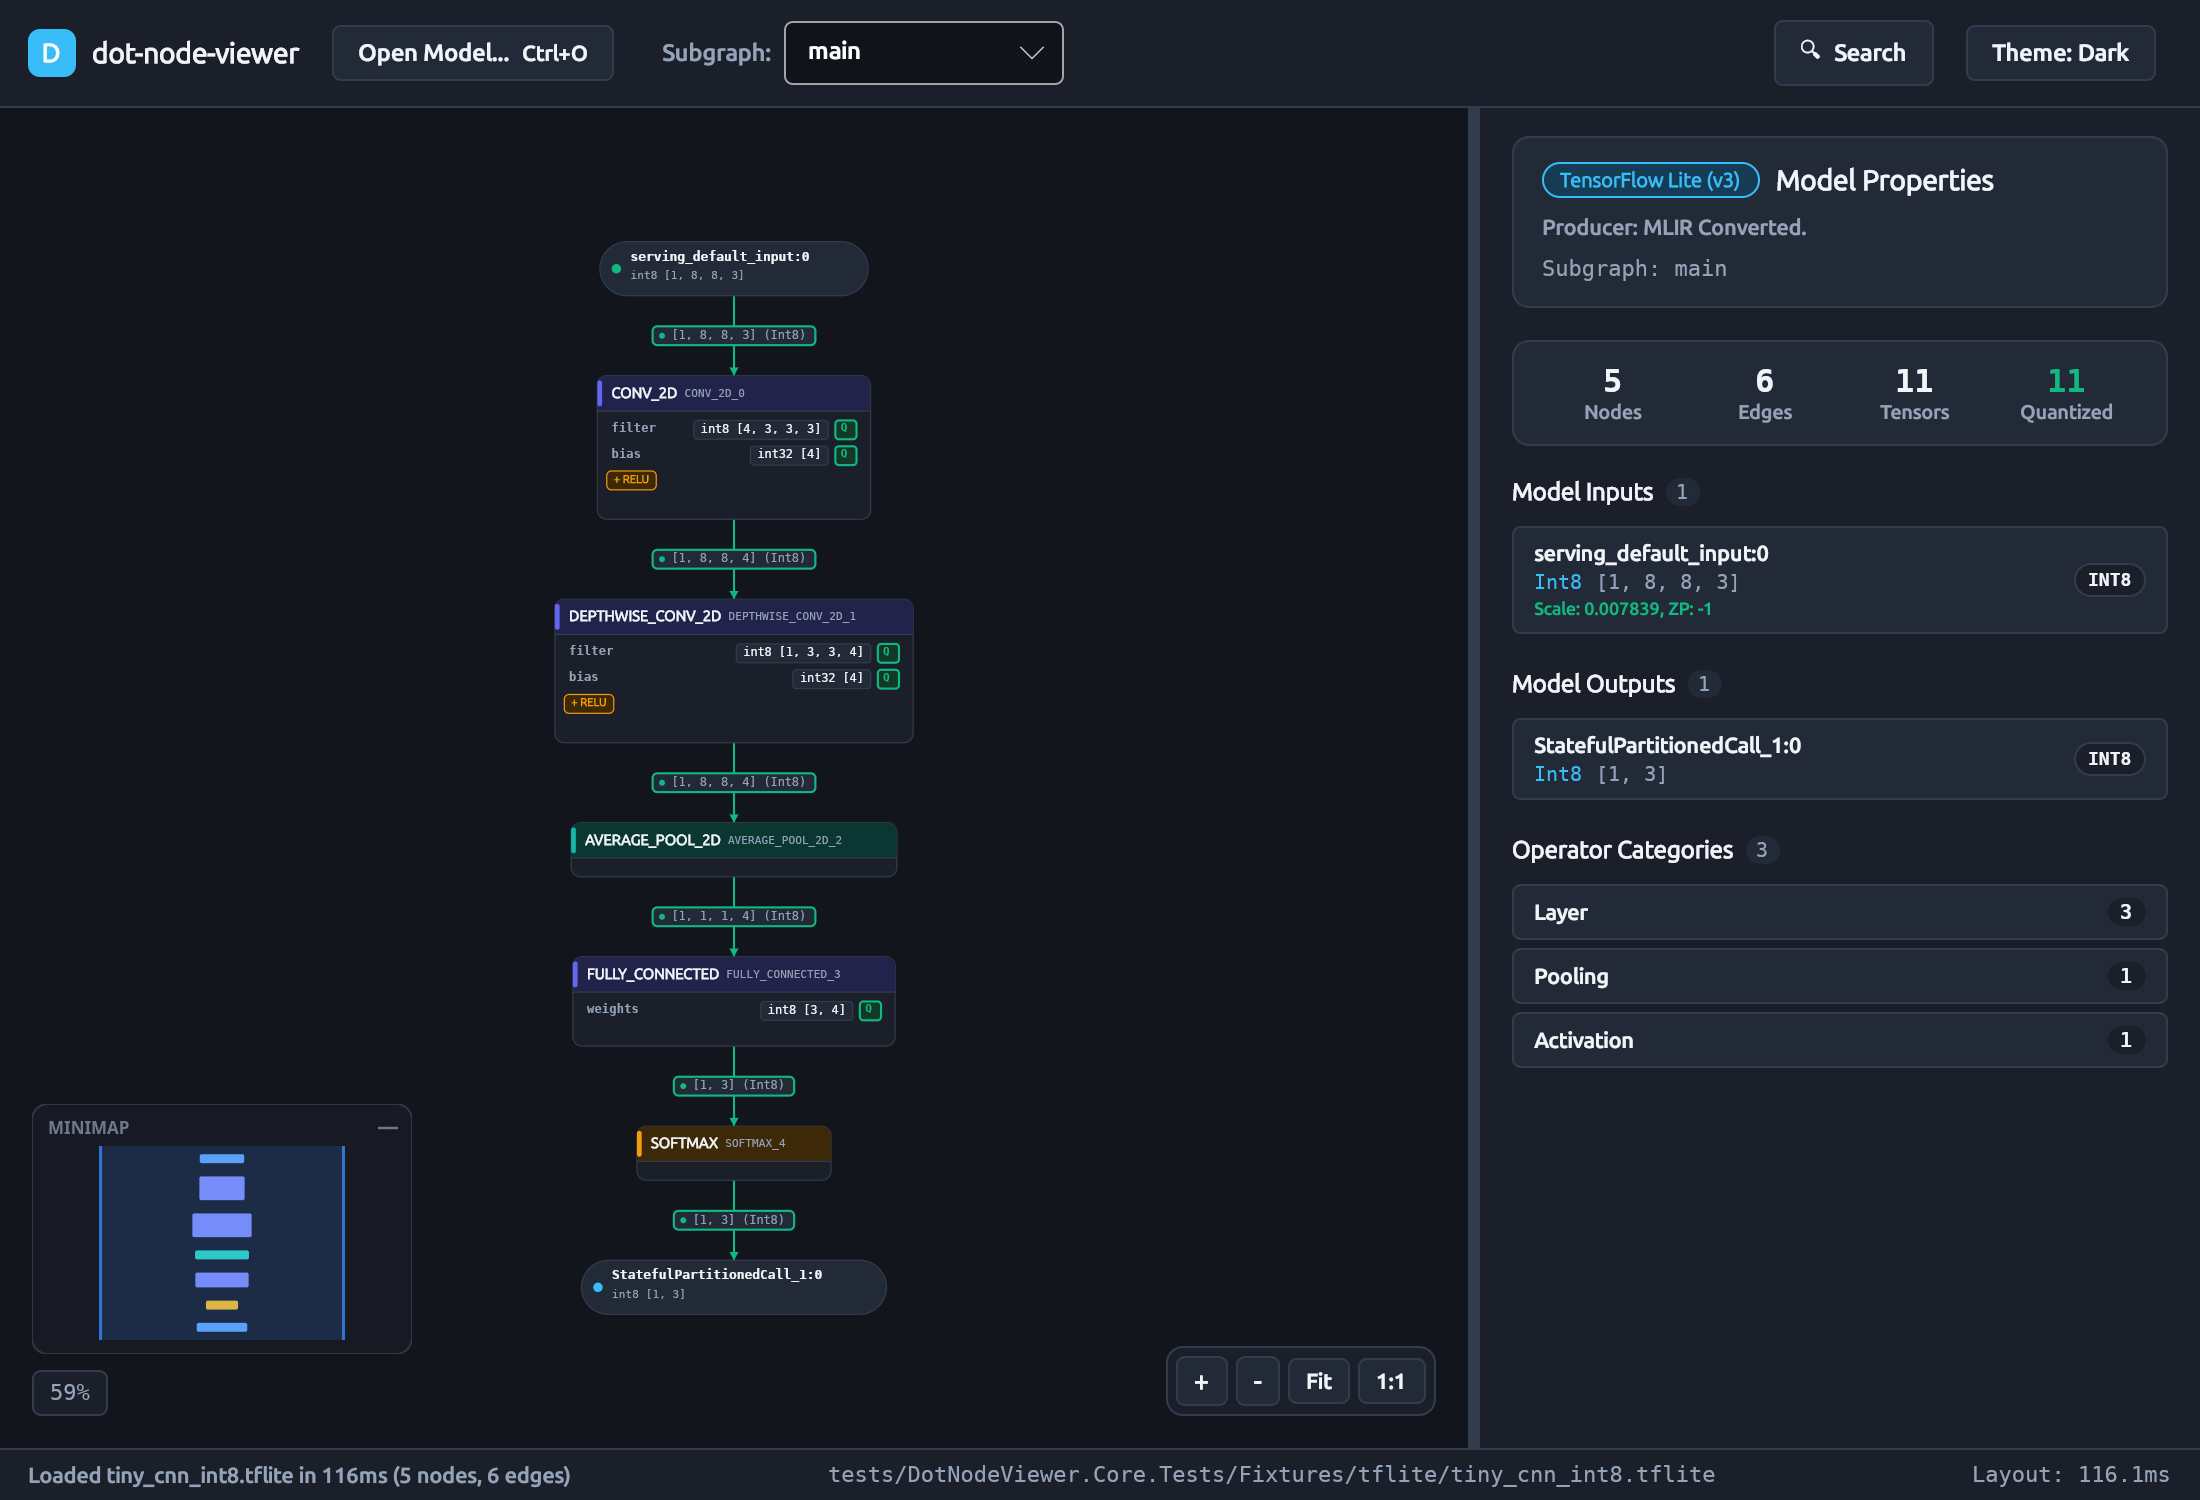 D dot-node-viewer Open Model... Ctrl+O Subgraph: main Search Theme: Dark
serving_default_input:0
int8 [1, 8, 8, 3]
[1, 8, 8, 3] (Int8)
CONV_2D CONV_2D_0
filter int8 [4, 3, 3, 3] Q
bias int32 [4] Q
+ RELU
[1, 8, 8, 4] (Int8)
DEPTHWISE_CONV_2D DEPTHWISE_CONV_2D_1
filter int8 [1, 3, 3, 4] Q
bias int32 [4] Q
+ RELU
[1, 8, 8, 4] (Int8)
AVERAGE_POOL_2D AVERAGE_POOL_2D_2
[1, 1, 1, 4] (Int8)
FULLY_CONNECTED FULLY_CONNECTED_3
weights int8 [3, 4] Q
[1, 3] (Int8)
SOFTMAX SOFTMAX_4
[1, 3] (Int8)
StatefulPartitionedCall_1:0
int8 [1, 3]
MINIMAP —
59%
+ - Fit 1:1
TensorFlow Lite (v3) Model Properties
Producer: MLIR Converted.
Subgraph: main
5 6 11 11
Nodes Edges Tensors Quantized
Model Inputs 1
serving_default_input:0
Int8 [1, 8, 8, 3] INT8
Scale: 0.007839, ZP: -1
Model Outputs 1
StatefulPartitionedCall_1:0
Int8 [1, 3] INT8
Operator Categories 3
Layer 3
Pooling 1
Activation 1
Loaded tiny_cnn_int8.tflite in 116ms (5 nodes, 6 edges) tests/DotNodeViewer.Core.Tests/Fixtures/tflite/tiny_cnn_int8.tflite Layout: 116.1ms